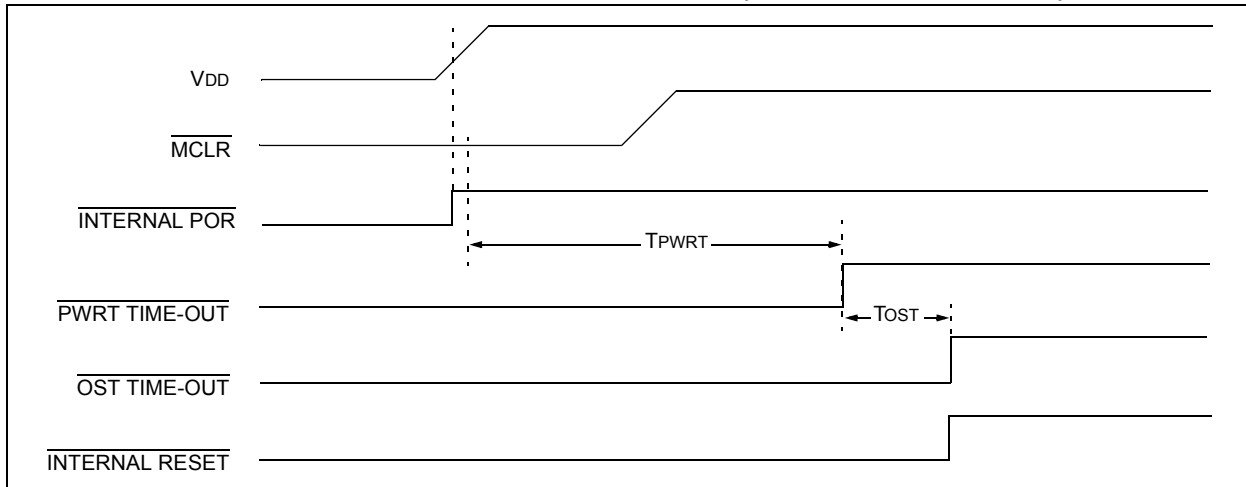 VDD
MCLR
INTERNAL POR
TPWRT
PWRT TIME-OUT
TOST
OST TIME-OUT
INTERNAL RESET